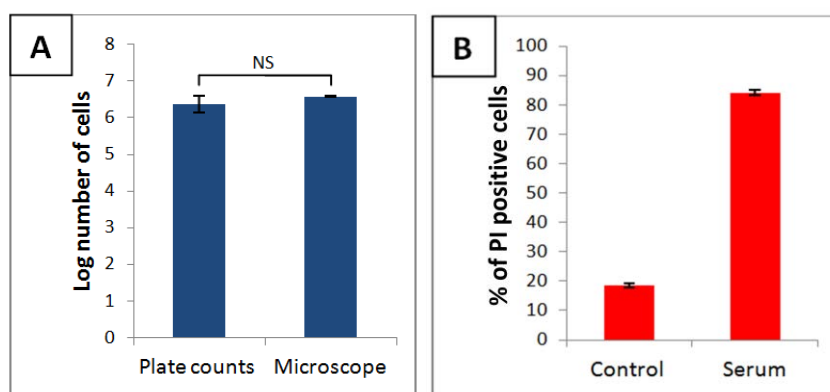 A
Log number of cells
8
7
6
5
4
3
2
1
0
NS
Plate counts Microscope
B
% of PI positive cells
100
90
80
70
60
50
40
30
20
10
0
Control Serum